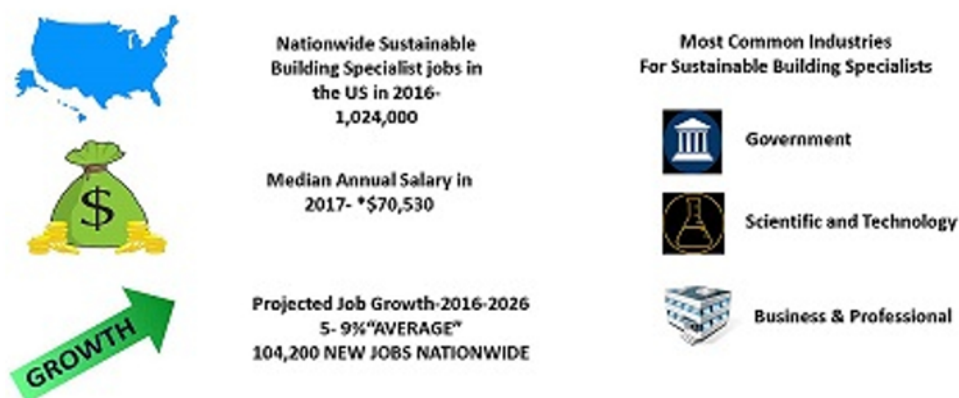 Nationwide Sustainable
Building Specialist jobs in
the US in 2016-
1,024,000
$
Median Annual Salary in
2017- *$70,530
GROWTH
Projected Job Growth-2016-2026
5- 9%“AVERAGE”
104,200 NEW JOBS NATIONWIDE
Most Common Industries
For Sustainable Building Specialists
Government
Scientific and Technology
Business & Professional